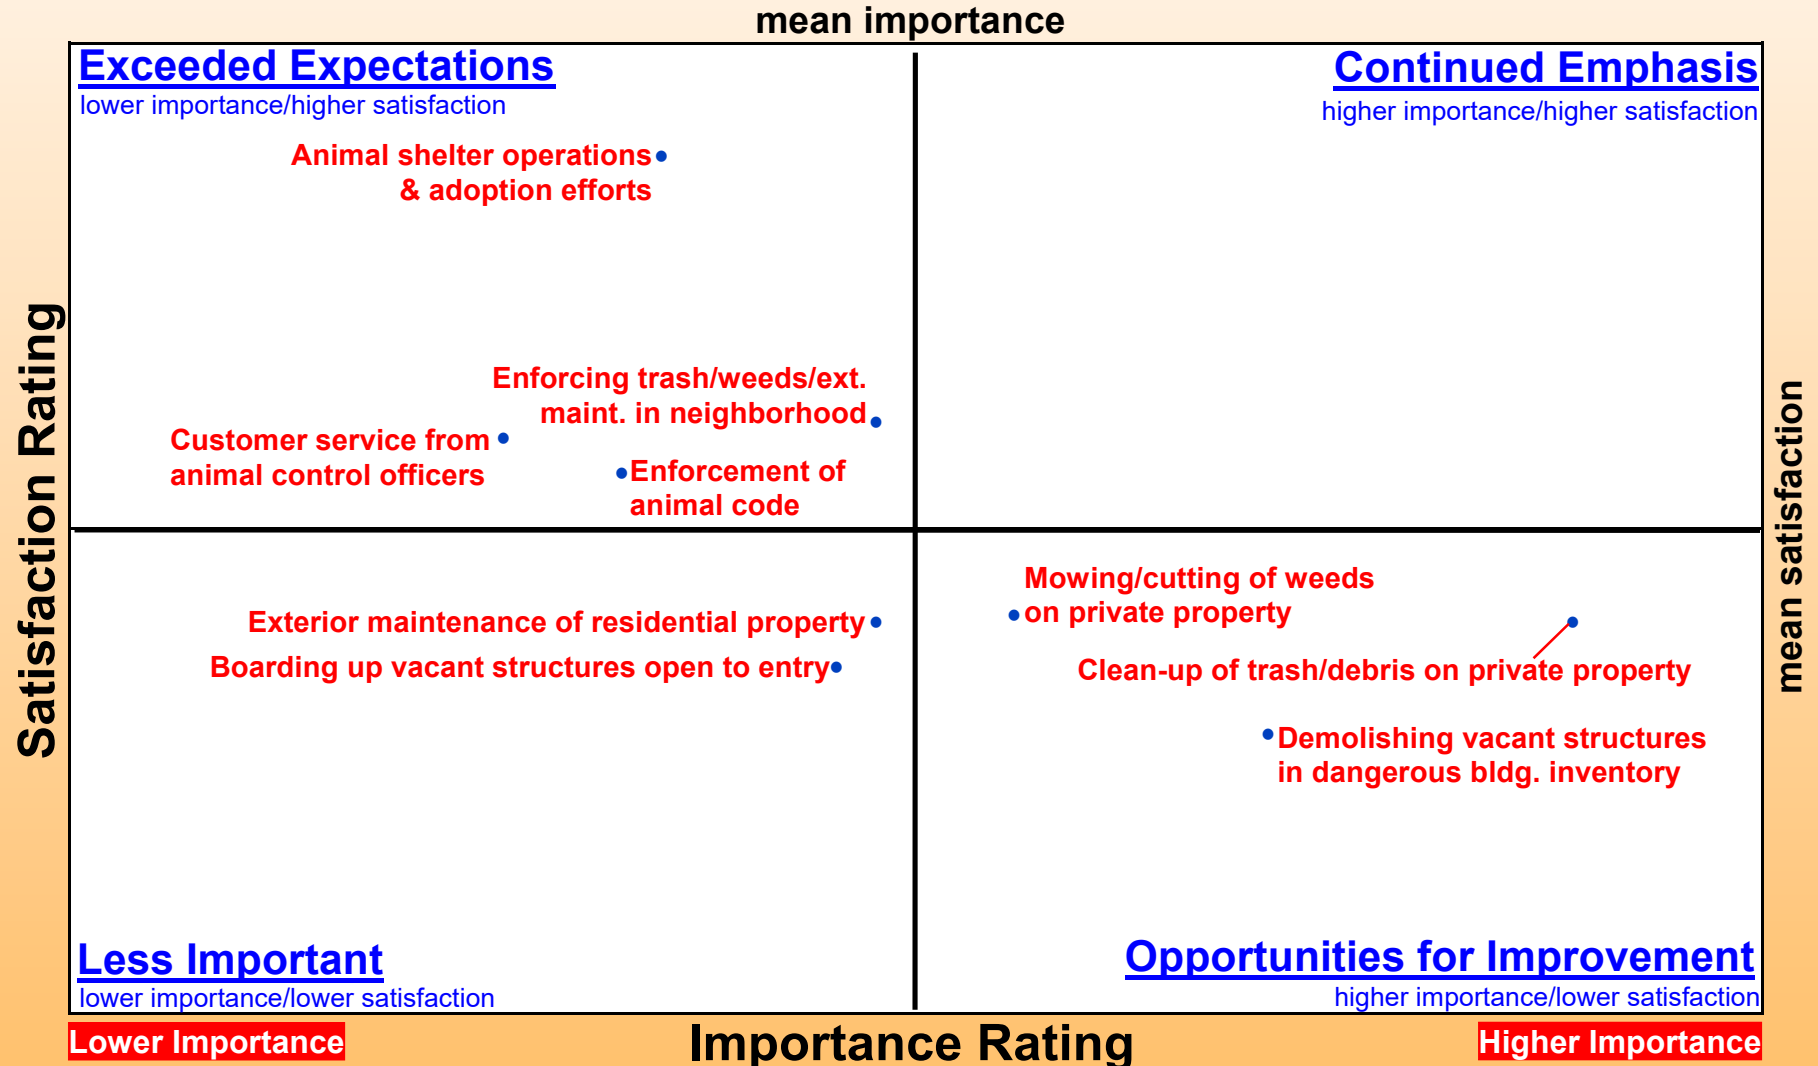 mean importance
Exceeded Expectations
lower importance/higher satisfaction
Continued Emphasis
higher importance/higher satisfaction
Animal shelter operations
& adoption efforts
Enforcing trash/weeds/ext.
maint. in neighborhood
Customer service from
animal control officers
Enforcement of
animal code
Satisfaction Rating
mean satisfaction
Exterior maintenance of residential property
Boarding up vacant structures open to entry
Mowing/cutting of weeds
on private property
Clean-up of trash/debris on private property
Demolishing vacant structures
in dangerous bldg. inventory
Less Important
lower importance/lower satisfaction
Opportunities for Improvement
higher importance/lower satisfaction
Lower Importance
Importance Rating
Higher Importance